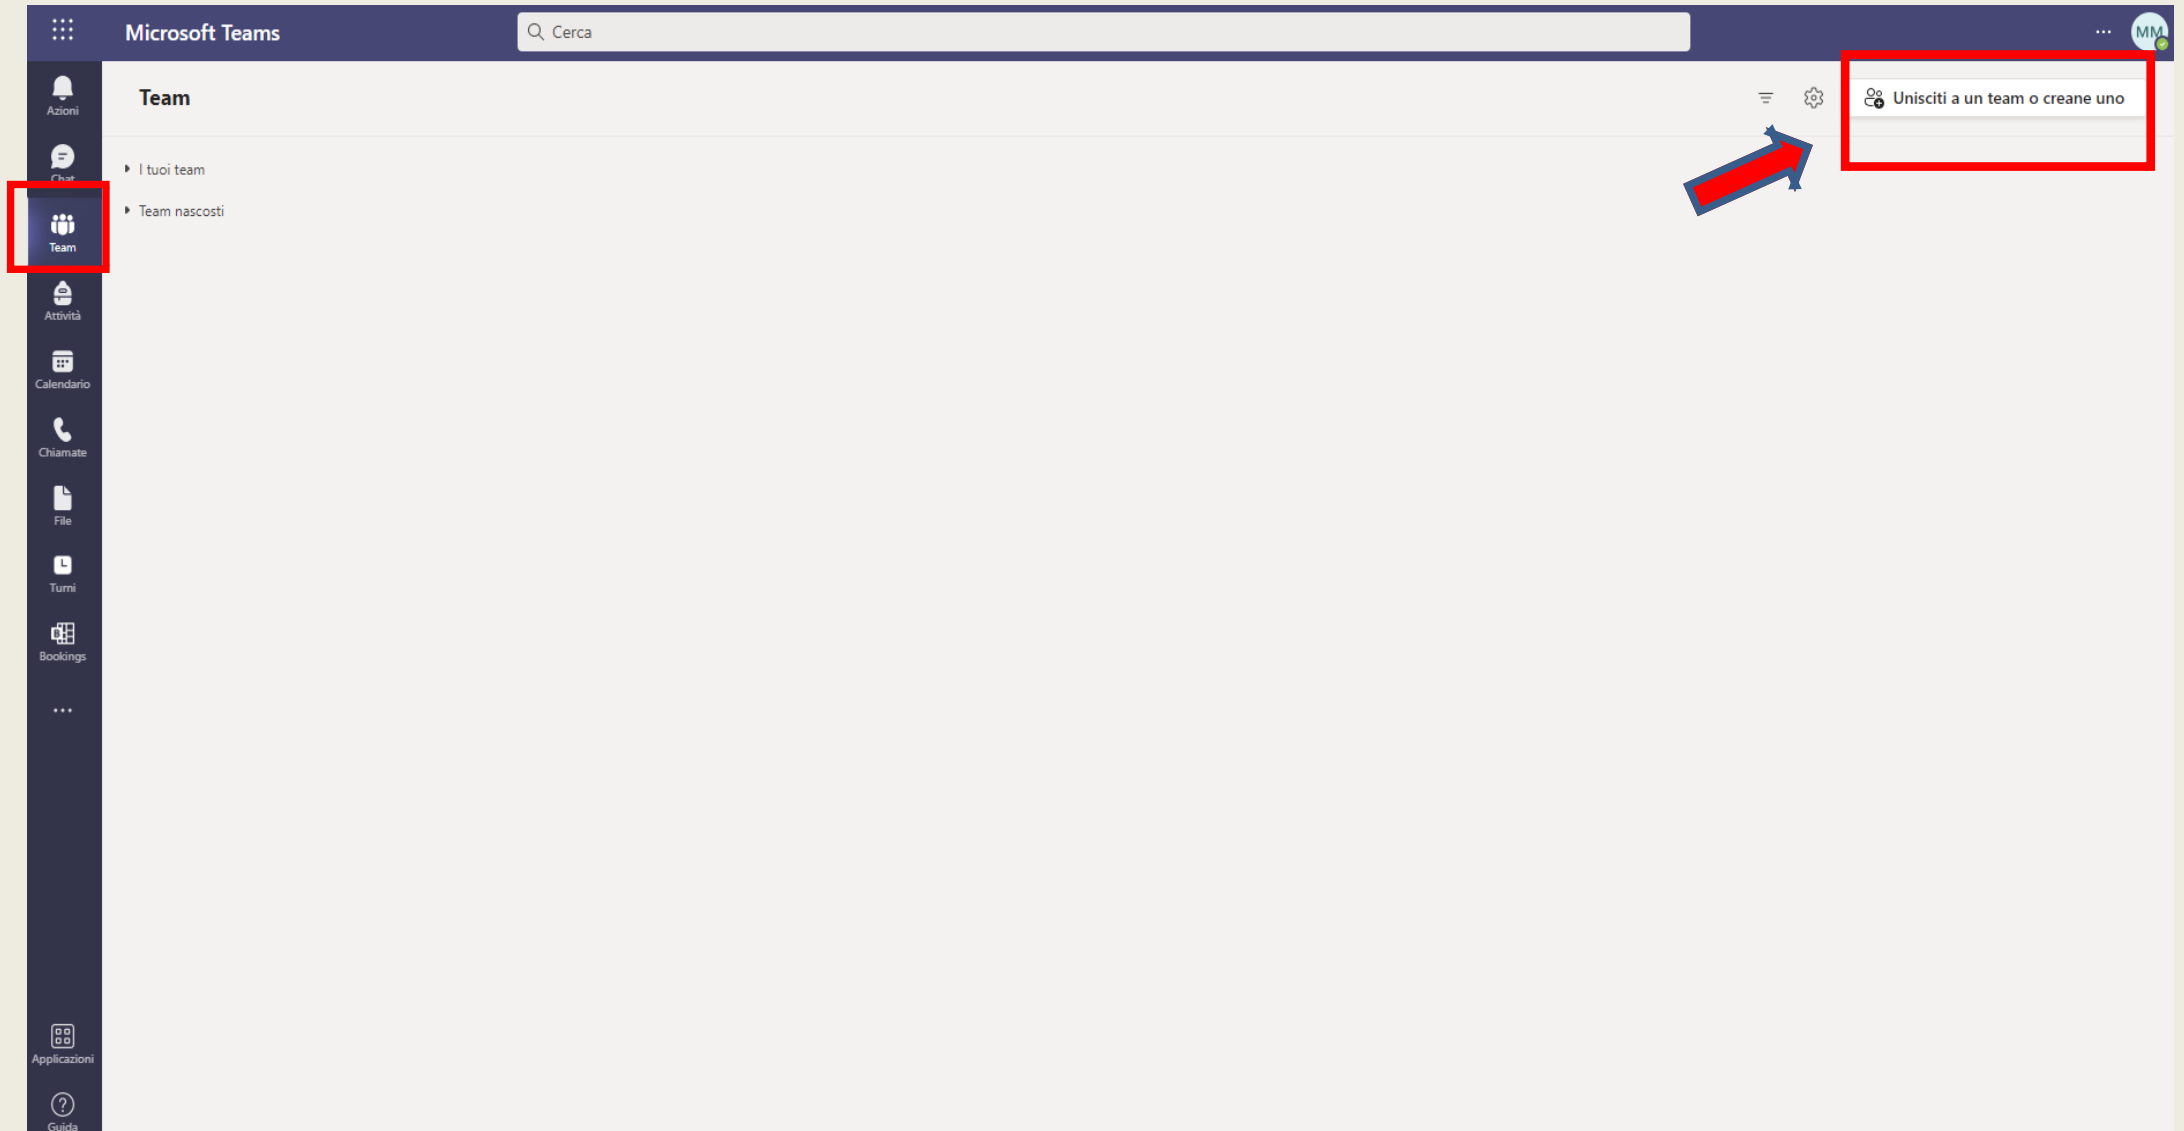 Microsoft Teams
Cerca
MM
Azioni
Team
Unisciti a un team o creane uno
Chat
I tuoi team
Team nascosti
Team
Attività
Calendario
Chiamate
File
Turni
Bookings
Applicazioni
Guida